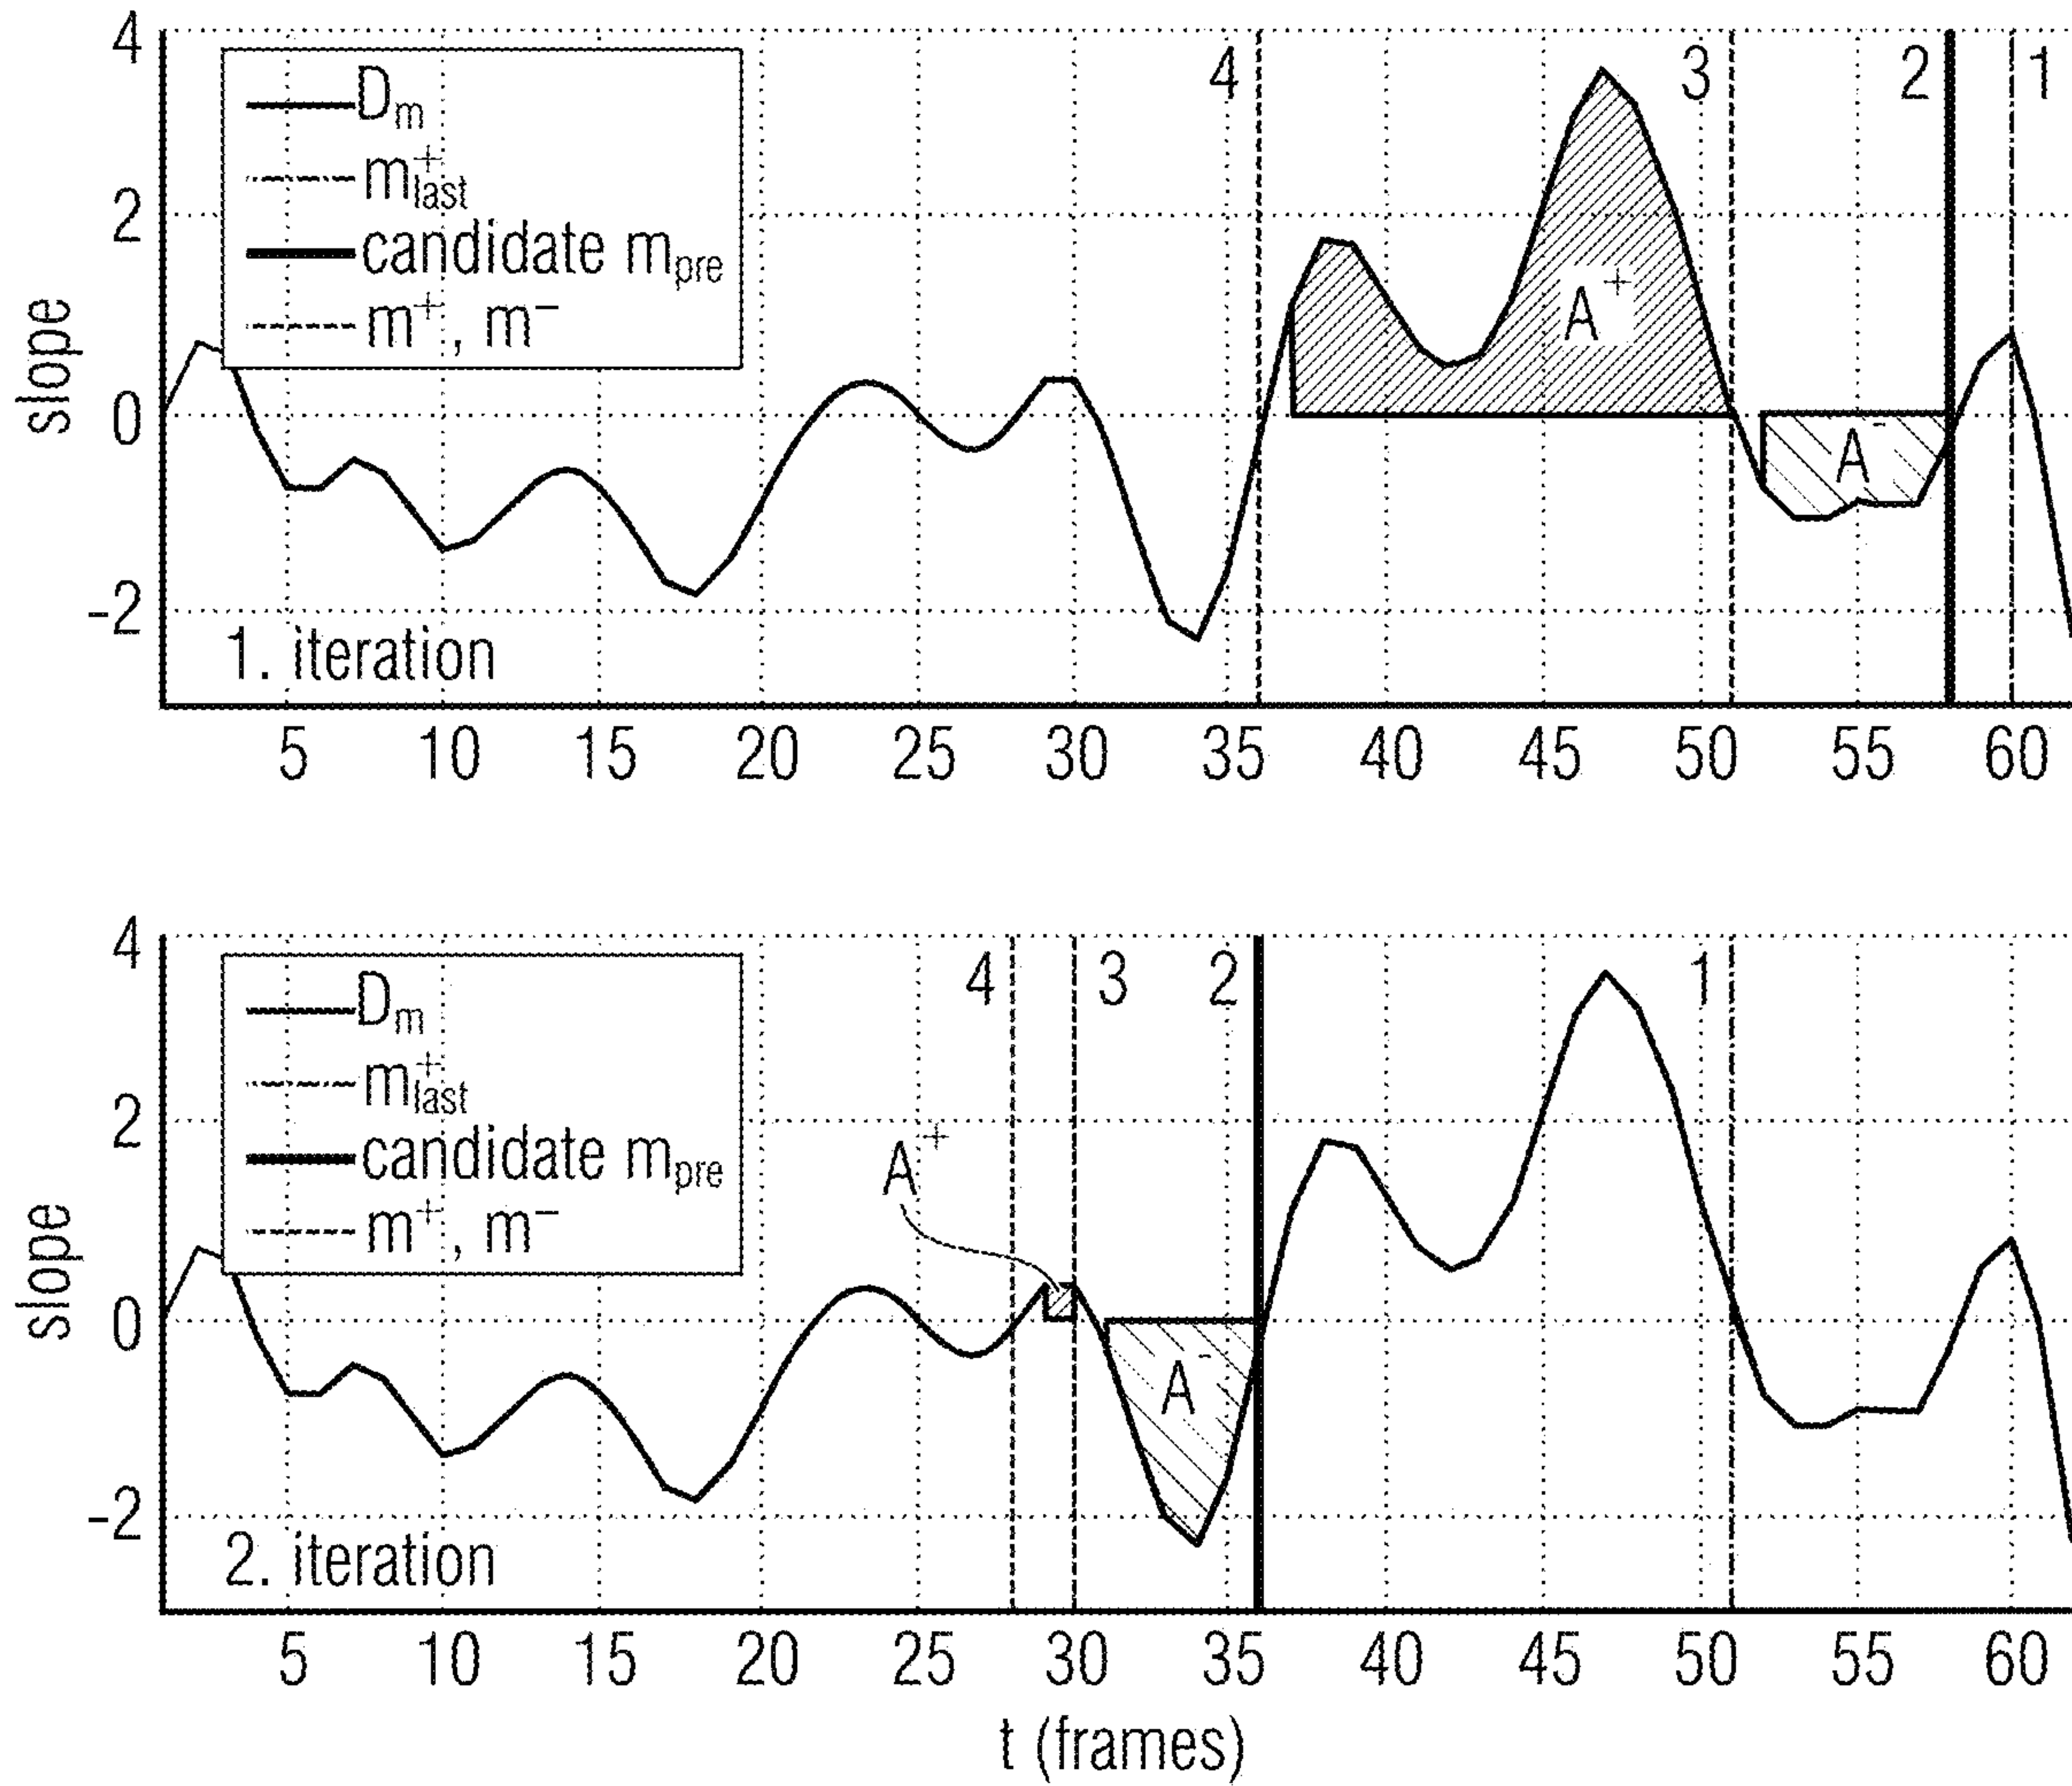 4 3 2 1
4
2
0
-2
slope
D_m
m^+_last
candidate m_pre
m^+, m^-
A^+
A^-
1. iteration
5 10 15 20 25 30 35 40 45 50 55 60
4 3 2 1
4
2
0
-2
slope
D_m
m^+_last
candidate m_pre
m^+, m^-
A^+
A^-
2. iteration
5 10 15 20 25 30 35 40 45 50 55 60
t (frames)